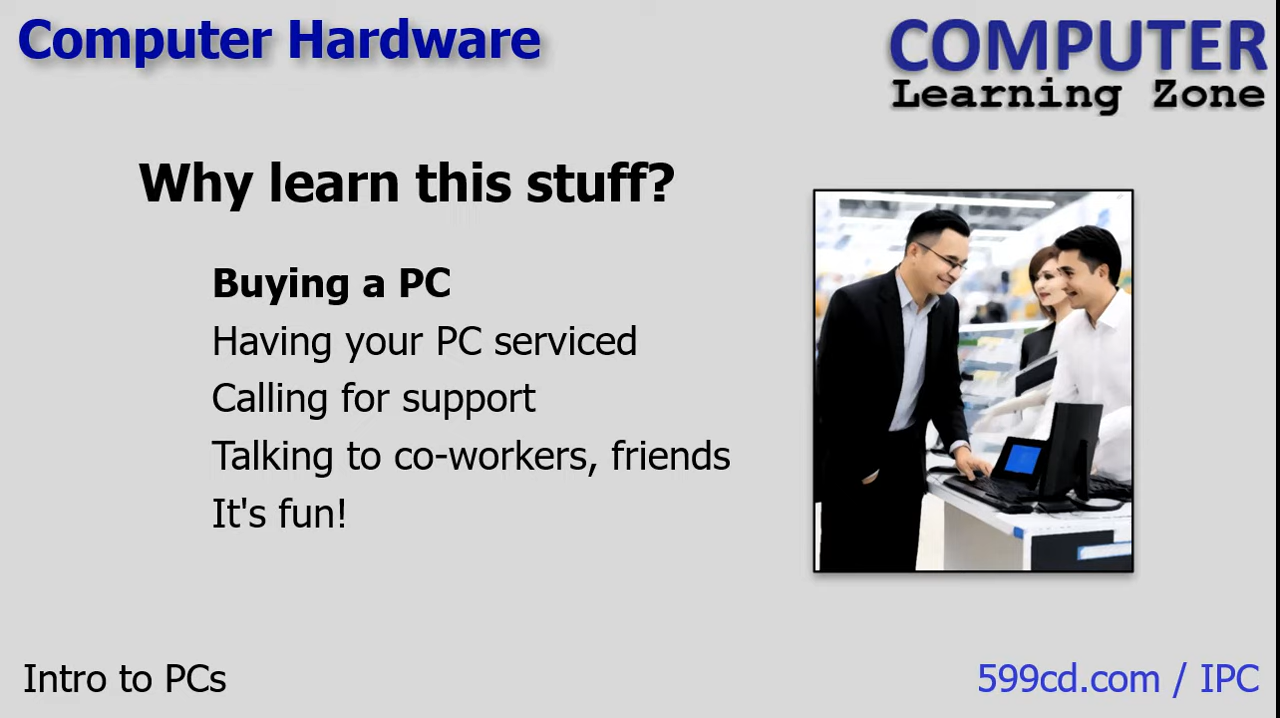 Computer Hardware
COMPUTER
Learning Zone
Why learn this stuff?
Buying a PC
Having your PC serviced
Calling for support
Talking to co-workers, friends
It's fun!
Intro to PCs
599cd.com / IPC